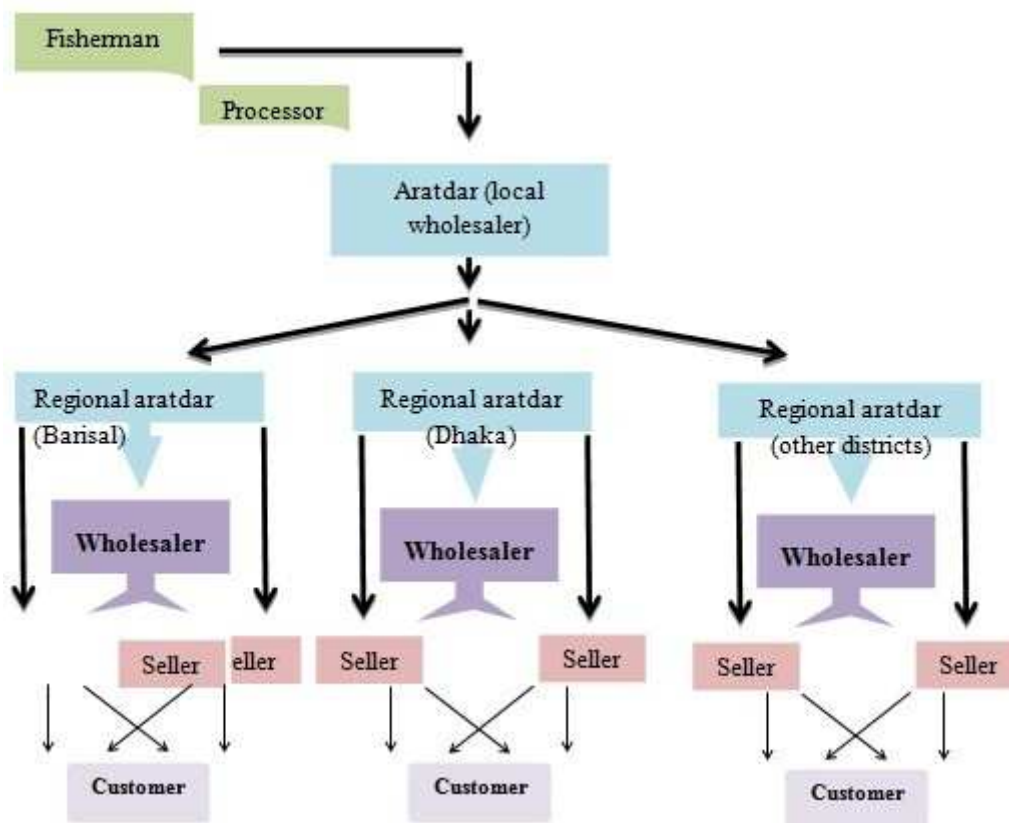 Fisherman
Processor
Aratdar (local
wholesaler)
Regional aratdar
(Barisal)
Regional aratdar
(Dhaka)
Regional aratdar
(other districts)
Wholesaler
Wholesaler
Wholesaler
Seller
eller
Seller
Seller
Seller
Seller
Customer
Customer
Customer